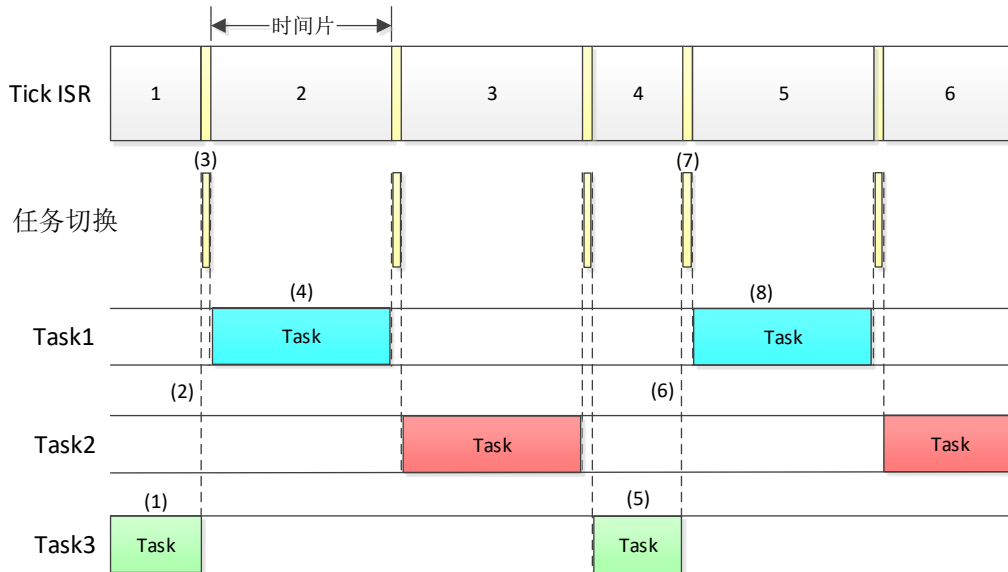 时间片
Tick ISR 1 2 3 4 5 6
(3) (7)
任务切换
(4) (8)
Task1 Task Task
(2) (6)
Task2 Task Task
(1) (5)
Task3 Task Task